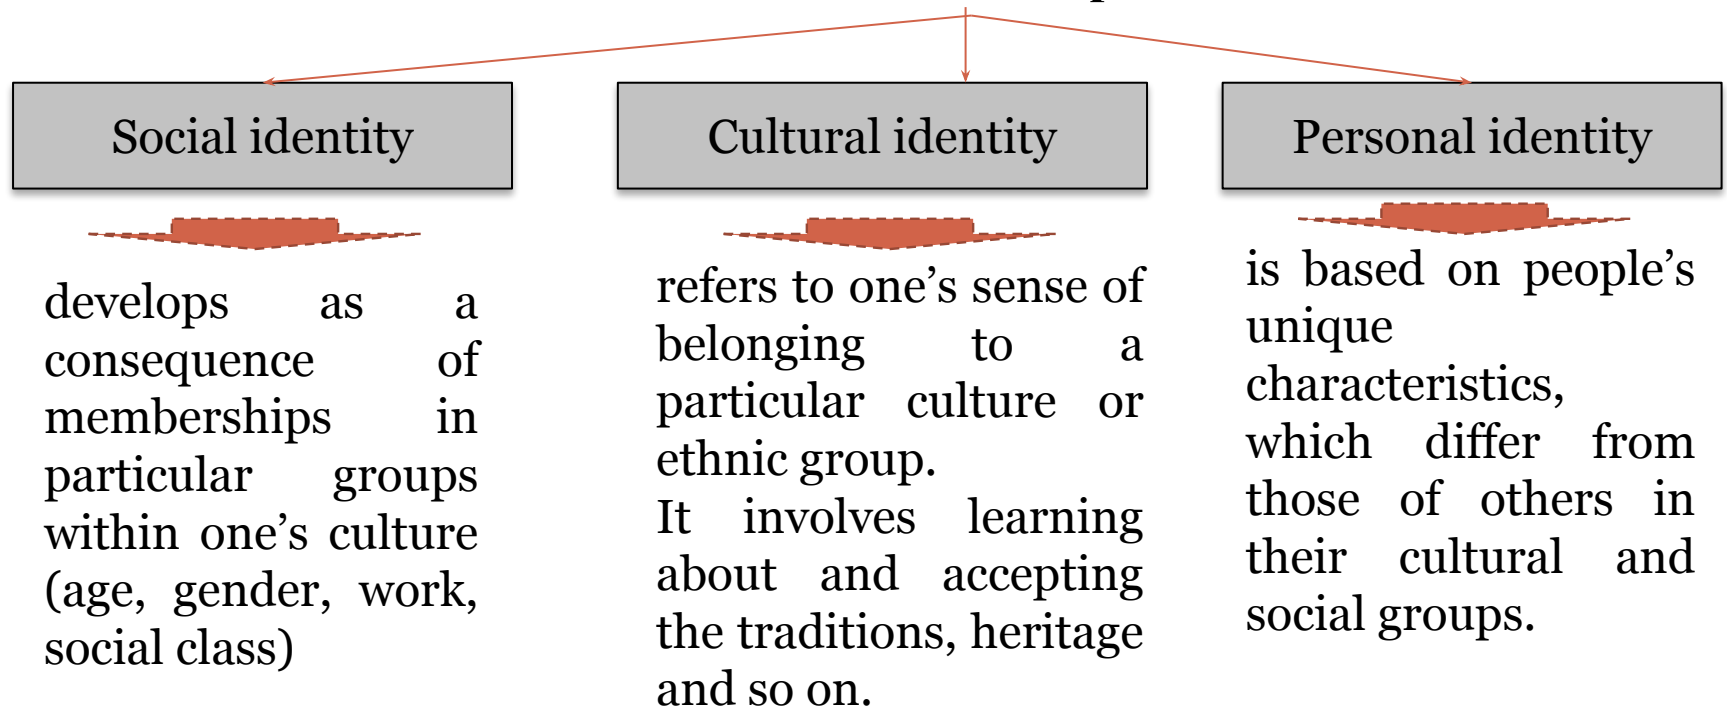 Social identity
Cultural identity
Personal identity
develops as a
consequence of
memberships in
particular groups
within one’s culture
(age, gender, work,
social class)
refers to one’s sense of
belonging to a
particular culture or
ethnic group.
It involves learning
about and accepting
the traditions, heritage
and so on.
is based on people’s
unique
characteristics,
which differ from
those of others in
their cultural and
social groups.